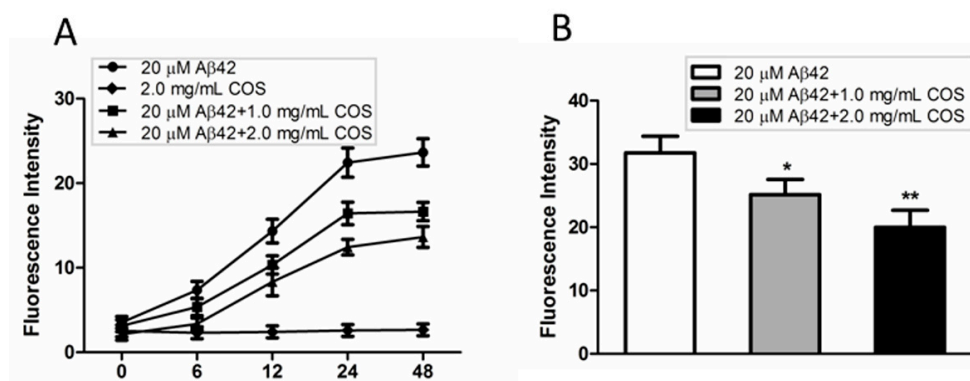 A
20 μM Aβ42
2.0 mg/mL COS
20 μM Aβ42+1.0 mg/mL COS
20 μM Aβ42+2.0 mg/mL COS
Fluorescence Intensity
30
20
10
0
0 6 12 24 48
B
20 μM Aβ42
20 μM Aβ42+1.0 mg/mL COS
20 μM Aβ42+2.0 mg/mL COS
Fluorescence Intensity
40
30
20
10
0
*
**